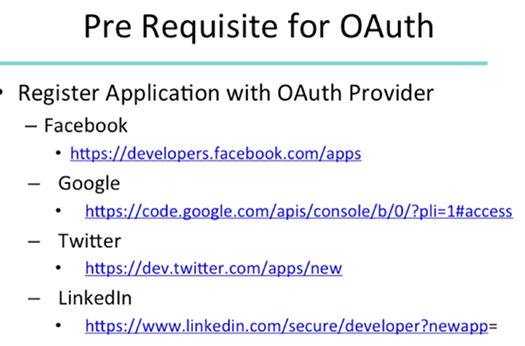 Pre Requisite for OAuth
• Register Application with OAuth Provider
– Facebook
• https://developers.facebook.com/apps
– Google
• https://code.google.com/apis/console/b/0/?pli=1#access
– Twitter
• https://dev.twitter.com/apps/new
– LinkedIn
• https://www.linkedin.com/secure/developer?newapp=